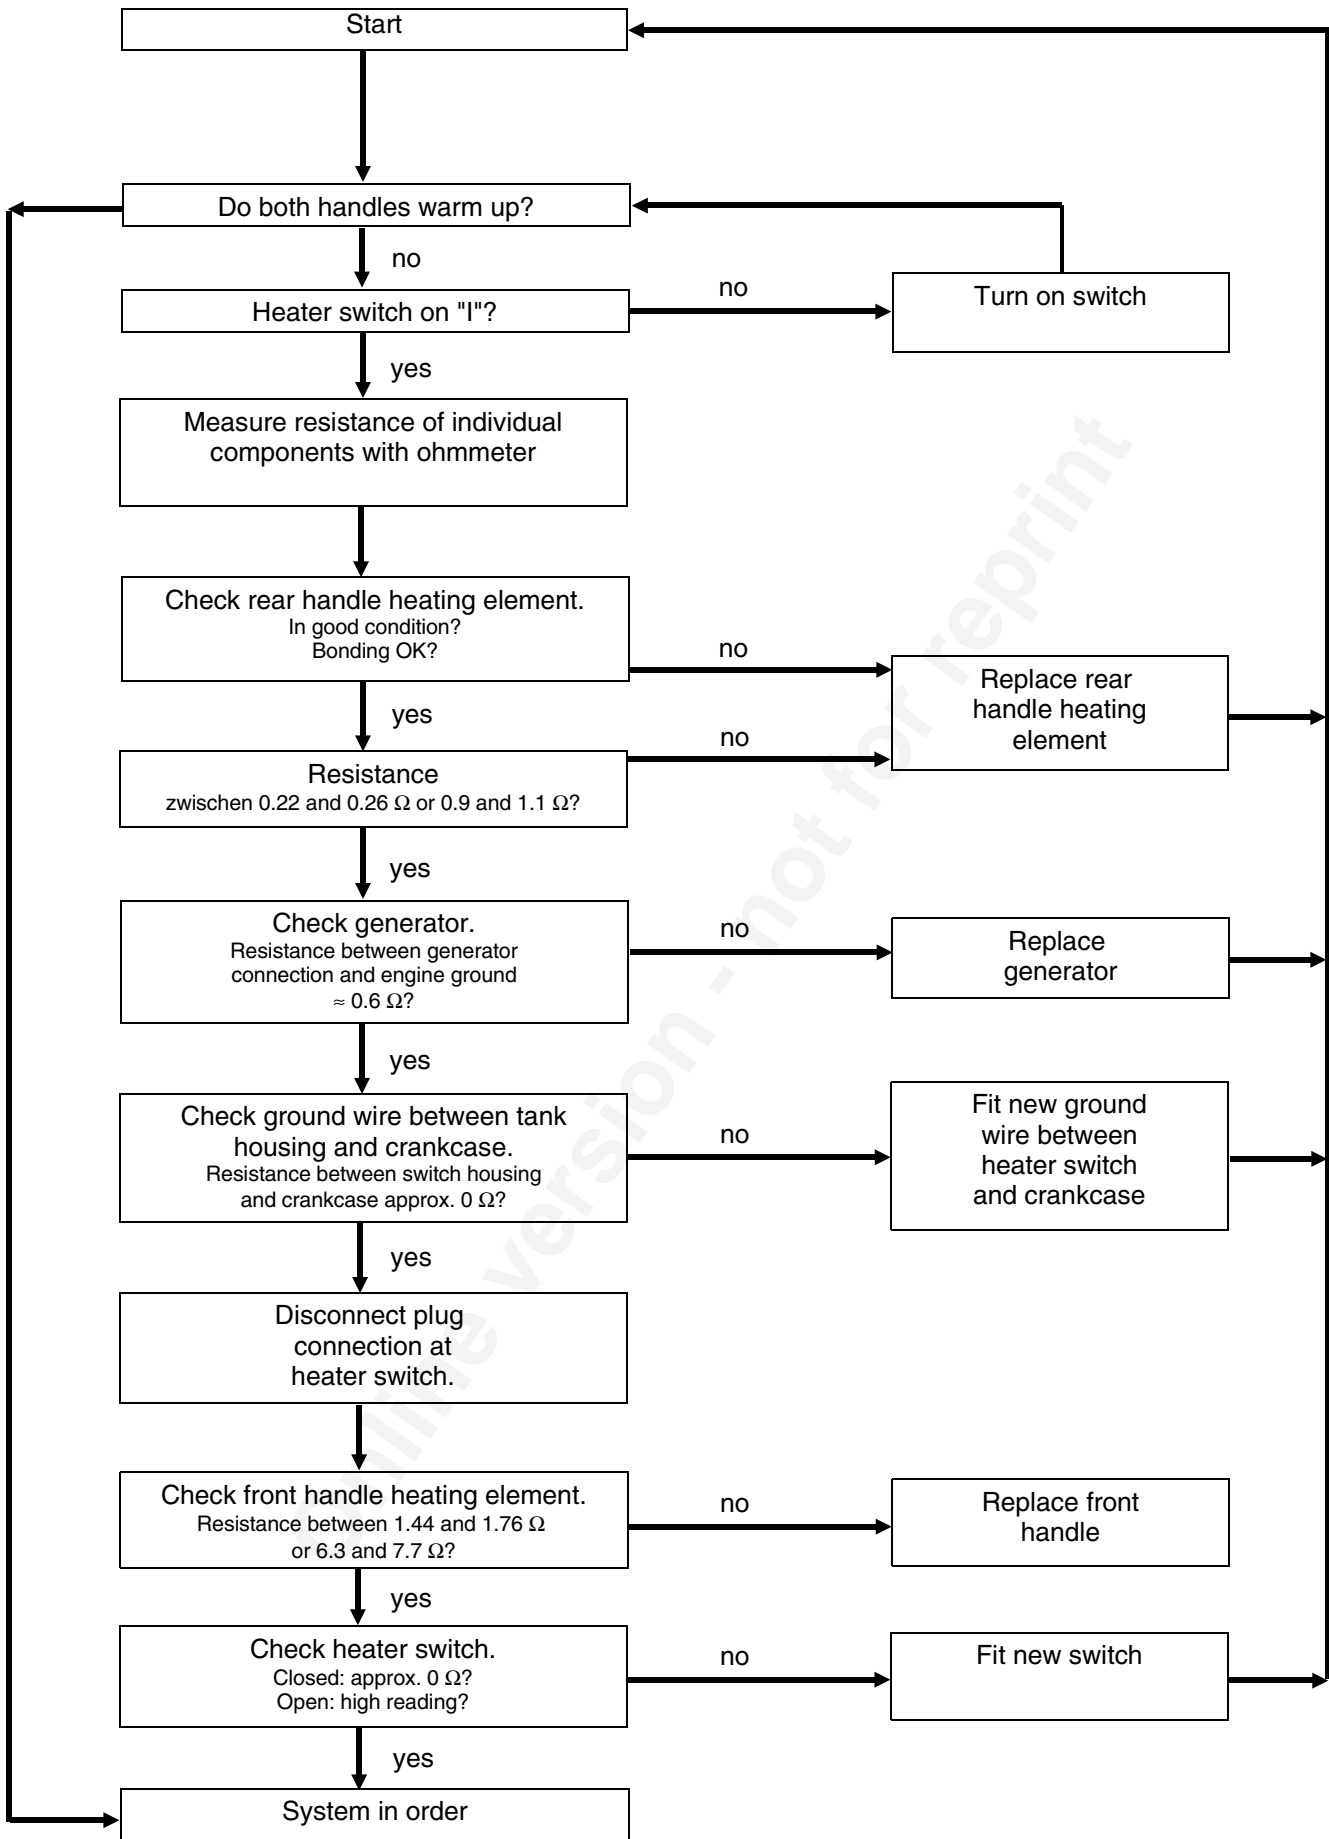 Start
Do both handles warm up?
no
Heater switch on "I"?
no
Turn on switch
yes
Measure resistance of individual
components with ohmmeter
Check rear handle heating element.
In good condition?
Bonding OK?
no
Replace rear
handle heating
element
yes
no
Resistance
zwischen 0.22 and 0.26 Ω or 0.9 and 1.1 Ω?
yes
Check generator.
Resistance between generator
connection and engine ground
≈ 0.6 Ω?
no
Replace
generator
yes
Check ground wire between tank
housing and crankcase.
Resistance between switch housing
and crankcase approx. 0 Ω?
no
Fit new ground
wire between
heater switch
and crankcase
yes
Disconnect plug
connection at
heater switch.
Check front handle heating element.
Resistance between 1.44 and 1.76 Ω
or 6.3 and 7.7 Ω?
no
Replace front
handle
yes
Check heater switch.
Closed: approx. 0 Ω?
Open: high reading?
no
Fit new switch
yes
System in order
Online version - not for reprint